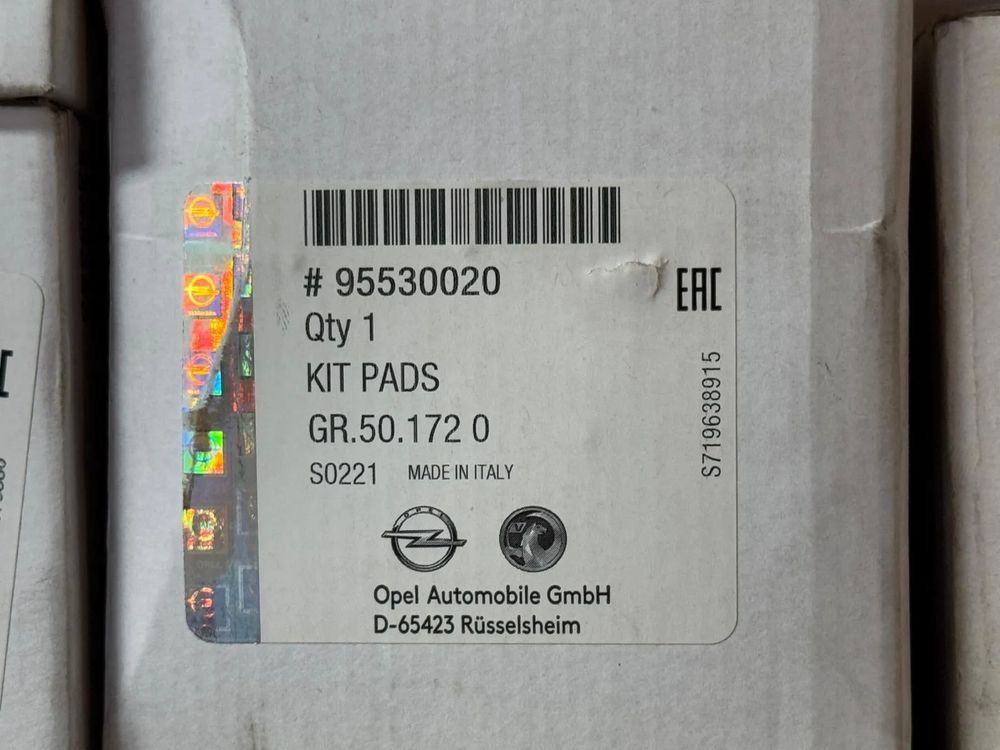 # 95530020
EAC
Qty 1
KIT PADS
GR.50.172 0
S0221 MADE IN ITALY
S719638915
OPEL
Opel Automobile GmbH
D-65423 Rüsselsheim